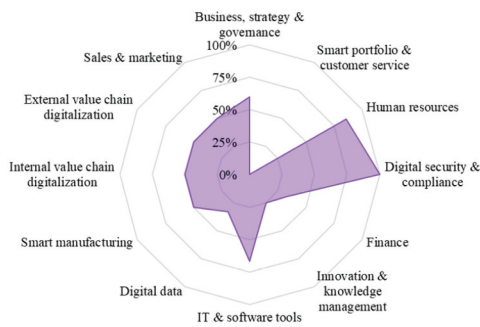 Business, strategy &
governance
100%
75%
50%
25%
0%
Smart portfolio &
customer service
Human resources
Digital security &
compliance
Finance
Innovation &
knowledge
management
IT & software tools
Digital data
Smart manufacturing
Internal value chain
digitalization
External value chain
digitalization
Sales & marketing